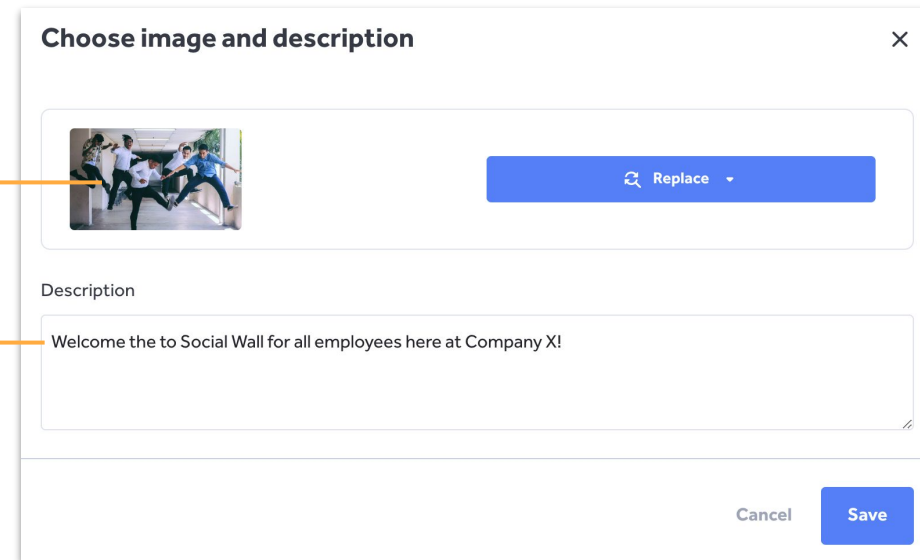 Choose image and description
Replace
Description
Welcome the to Social Wall for all employees here at Company X!
Cancel
Save